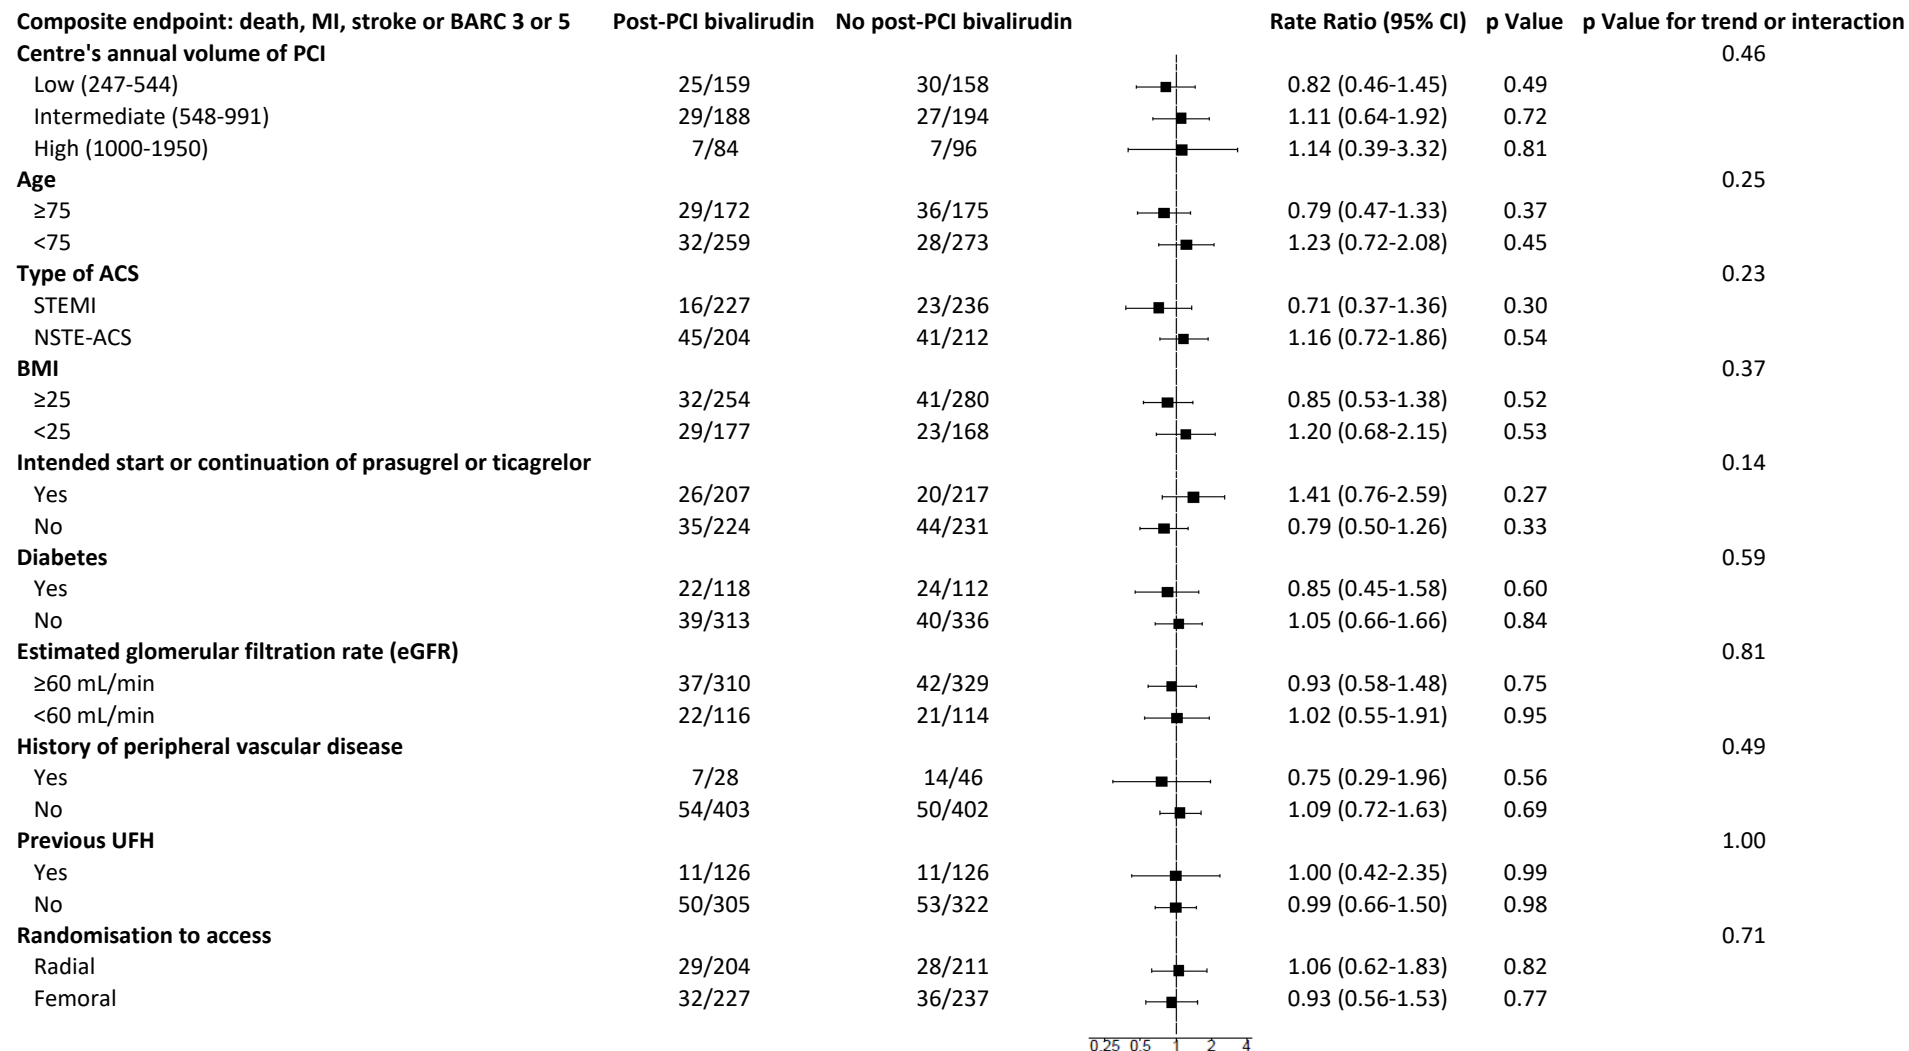 Composite endpoint: death, MI, stroke or BARC 3 or 5 Post-PCI bivalirudin No post-PCI bivalirudin Rate Ratio (95% CI) p Value p Value for trend or interaction
Centre's annual volume of PCI 0.46
Low (247-544) 25/159 30/158 0.82 (0.46-1.45) 0.49
Intermediate (548-991) 29/188 27/194 1.11 (0.64-1.92) 0.72
High (1000-1950) 7/84 7/96 1.14 (0.39-3.32) 0.81
Age 0.25
≥75 29/172 36/175 0.79 (0.47-1.33) 0.37
<75 32/259 28/273 1.23 (0.72-2.08) 0.45
Type of ACS 0.23
STEMI 16/227 23/236 0.71 (0.37-1.36) 0.30
NSTE-ACS 45/204 41/212 1.16 (0.72-1.86) 0.54
BMI 0.37
≥25 32/254 41/280 0.85 (0.53-1.38) 0.52
<25 29/177 23/168 1.20 (0.68-2.15) 0.53
Intended start or continuation of prasugrel or ticagrelor 0.14
Yes 26/207 20/217 1.41 (0.76-2.59) 0.27
No 35/224 44/231 0.79 (0.50-1.26) 0.33
Diabetes 0.59
Yes 22/118 24/112 0.85 (0.45-1.58) 0.60
No 39/313 40/336 1.05 (0.66-1.66) 0.84
Estimated glomerular filtration rate (eGFR) 0.81
≥60 mL/min 37/310 42/329 0.93 (0.58-1.48) 0.75
<60 mL/min 22/116 21/114 1.02 (0.55-1.91) 0.95
History of peripheral vascular disease 0.49
Yes 7/28 14/46 0.75 (0.29-1.96) 0.56
No 54/403 50/402 1.09 (0.72-1.63) 0.69
Previous UFH 1.00
Yes 11/126 11/126 1.00 (0.42-2.35) 0.99
No 50/305 53/322 0.99 (0.66-1.50) 0.98
Randomisation to access 0.71
Radial 29/204 28/211 1.06 (0.62-1.83) 0.82
Femoral 32/227 36/237 0.93 (0.56-1.53) 0.77
0.25 0.5 1 2 4